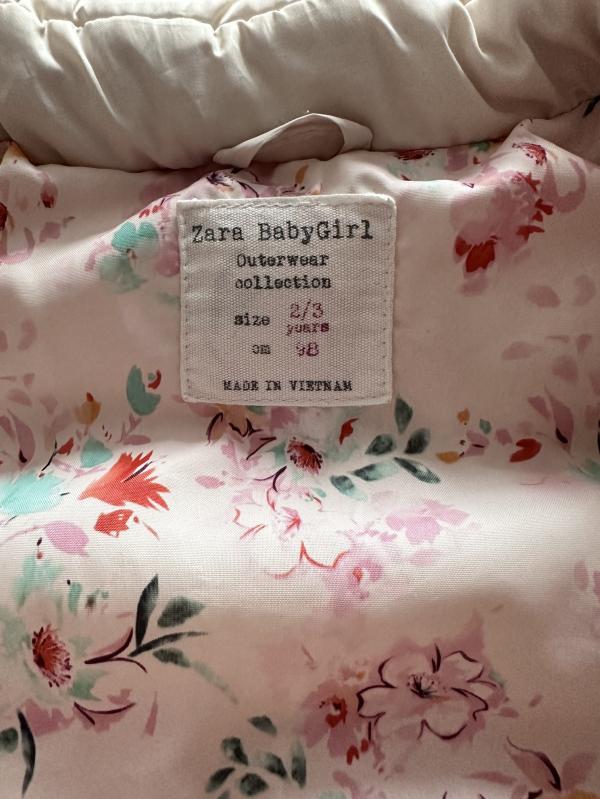 Zara BabyGirl
Outerwear
collection
size 2/3
years
cm 98
MADE IN VIETNAM